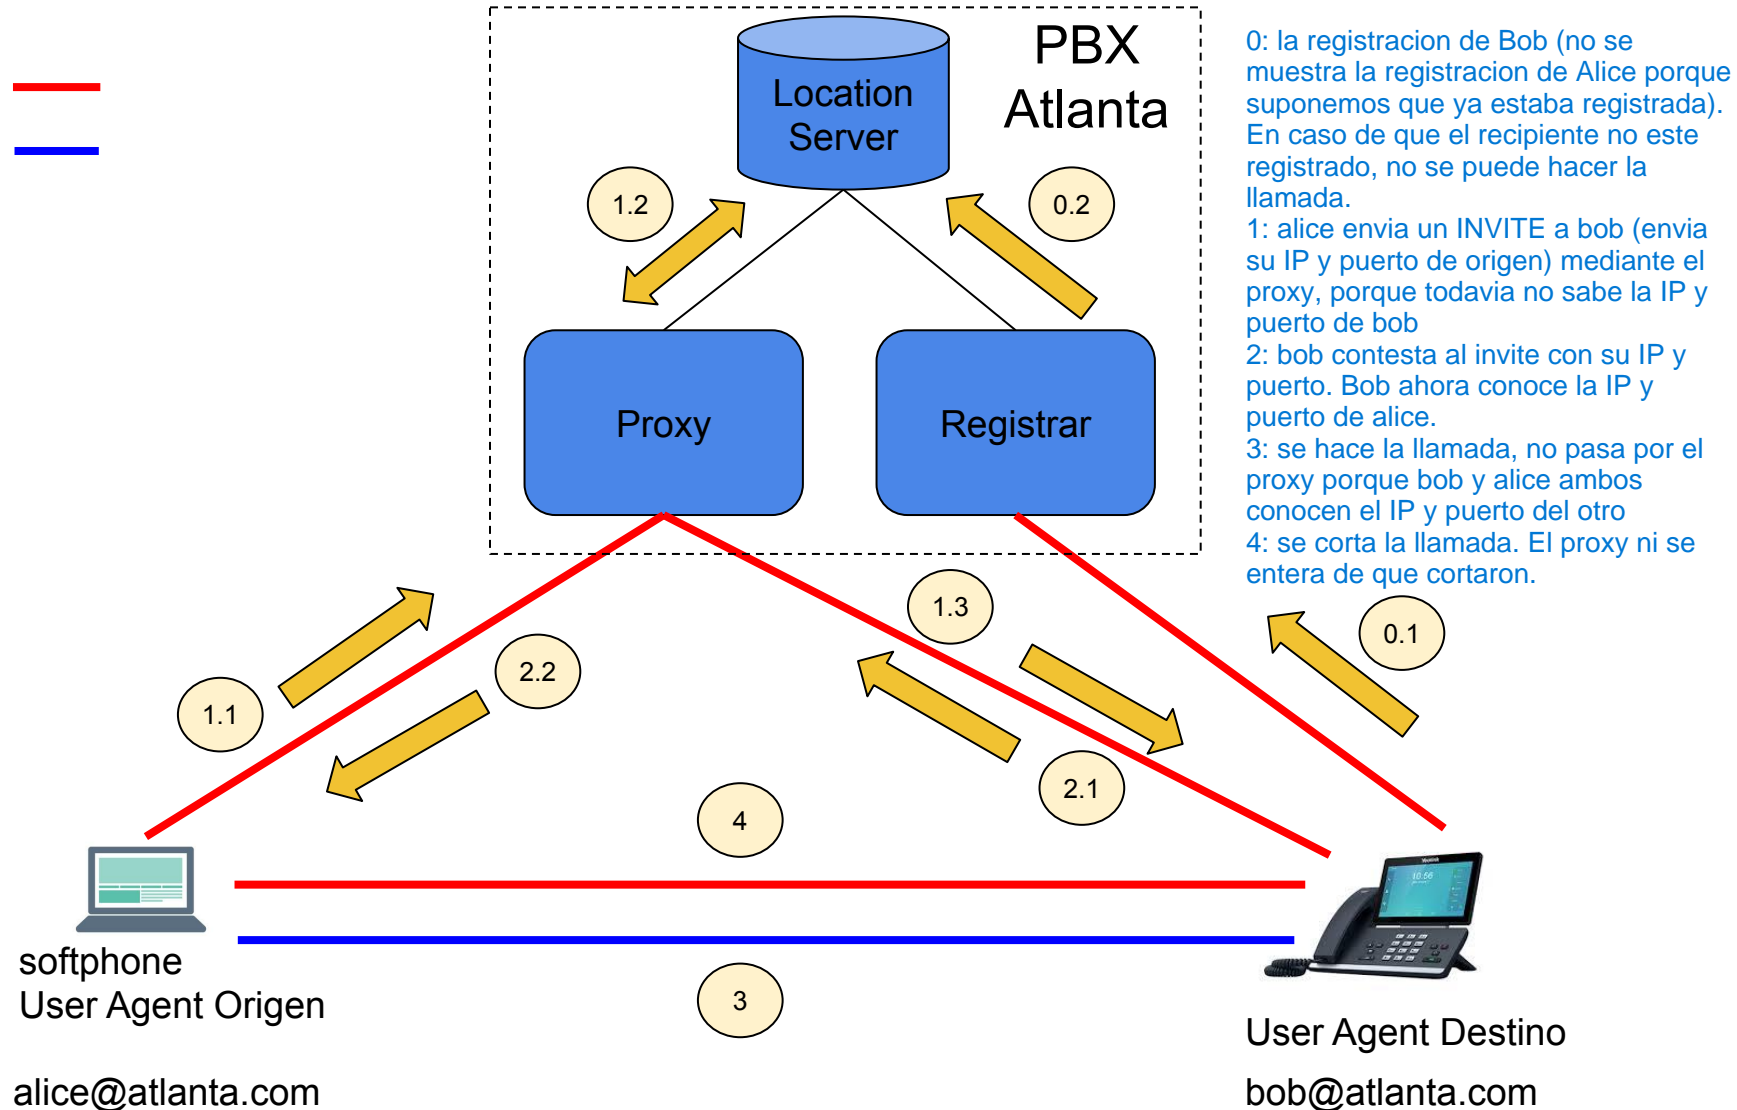 PBX
Atlanta
Location
Server
0: la registracion de Bob (no se
muestra la registracion de Alice porque
suponemos que ya estaba registrada).
En caso de que el recipiente no este
registrado, no se puede hacer la
llamada.
1: alice envia un INVITE a bob (envia
su IP y puerto de origen) mediante el
proxy, porque todavia no sabe la IP y
puerto de bob
2: bob contesta al invite con su IP y
puerto. Bob ahora conoce la IP y
puerto de alice.
3: se hace la llamada, no pasa por el
proxy porque bob y alice ambos
conocen el IP y puerto del otro
4: se corta la llamada. El proxy ni se
entera de que cortaron.
1.2
0.2
Proxy
Registrar
1.3
0.1
2.2
1.1
2.1
4
10:56
softphone
User Agent Origen
3
User Agent Destino
alice@atlanta.com
bob@atlanta.com